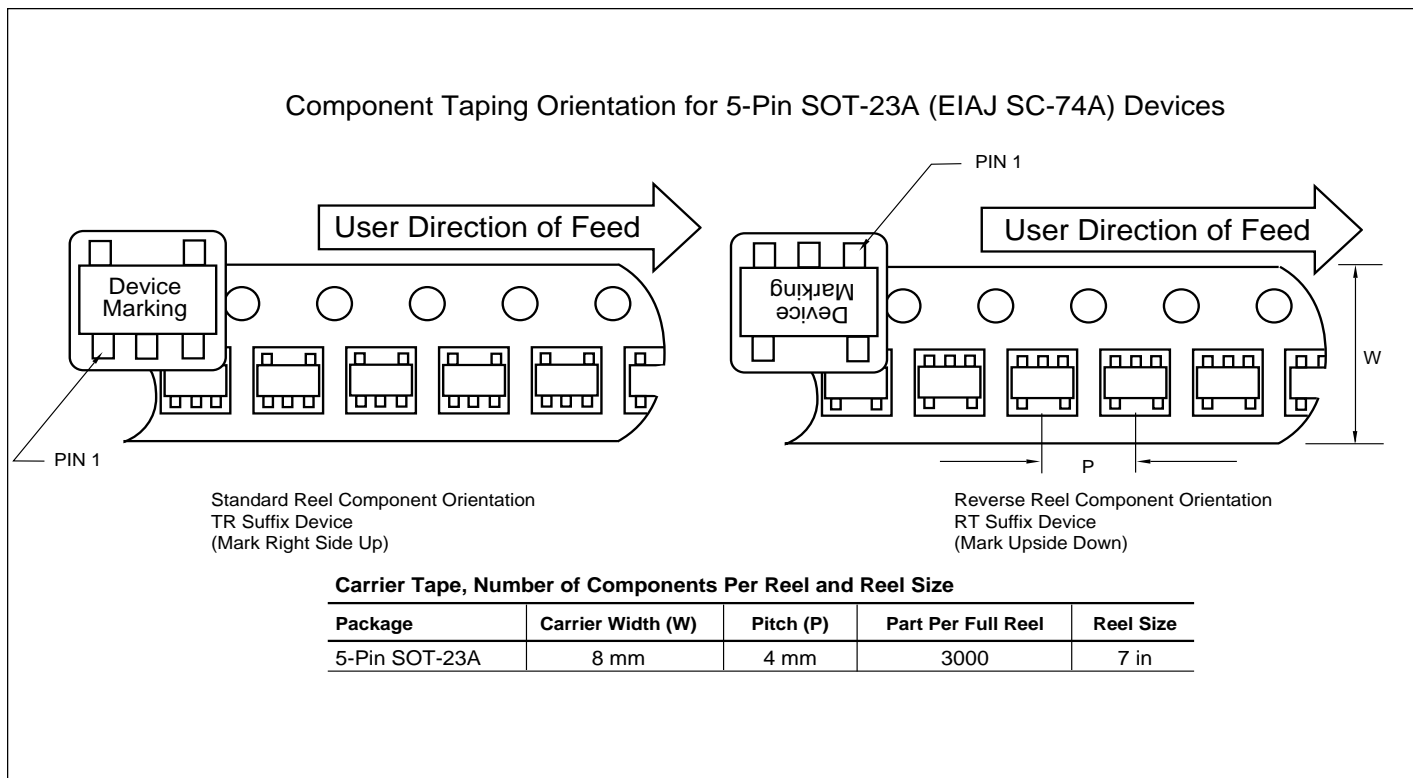 Component Taping Orientation for 5-Pin SOT-23A (EIAJ SC-74A) Devices
User Direction of Feed
Device
Marking
PIN 1
Standard Reel Component Orientation
TR Suffix Device
(Mark Right Side Up)
PIN 1
User Direction of Feed
Device
Marking
W
P
Reverse Reel Component Orientation
RT Suffix Device
(Mark Upside Down)
Carrier Tape, Number of Components Per Reel and Reel Size
Package Carrier Width (W) Pitch (P) Part Per Full Reel Reel Size
5-Pin SOT-23A 8 mm 4 mm 3000 7 in